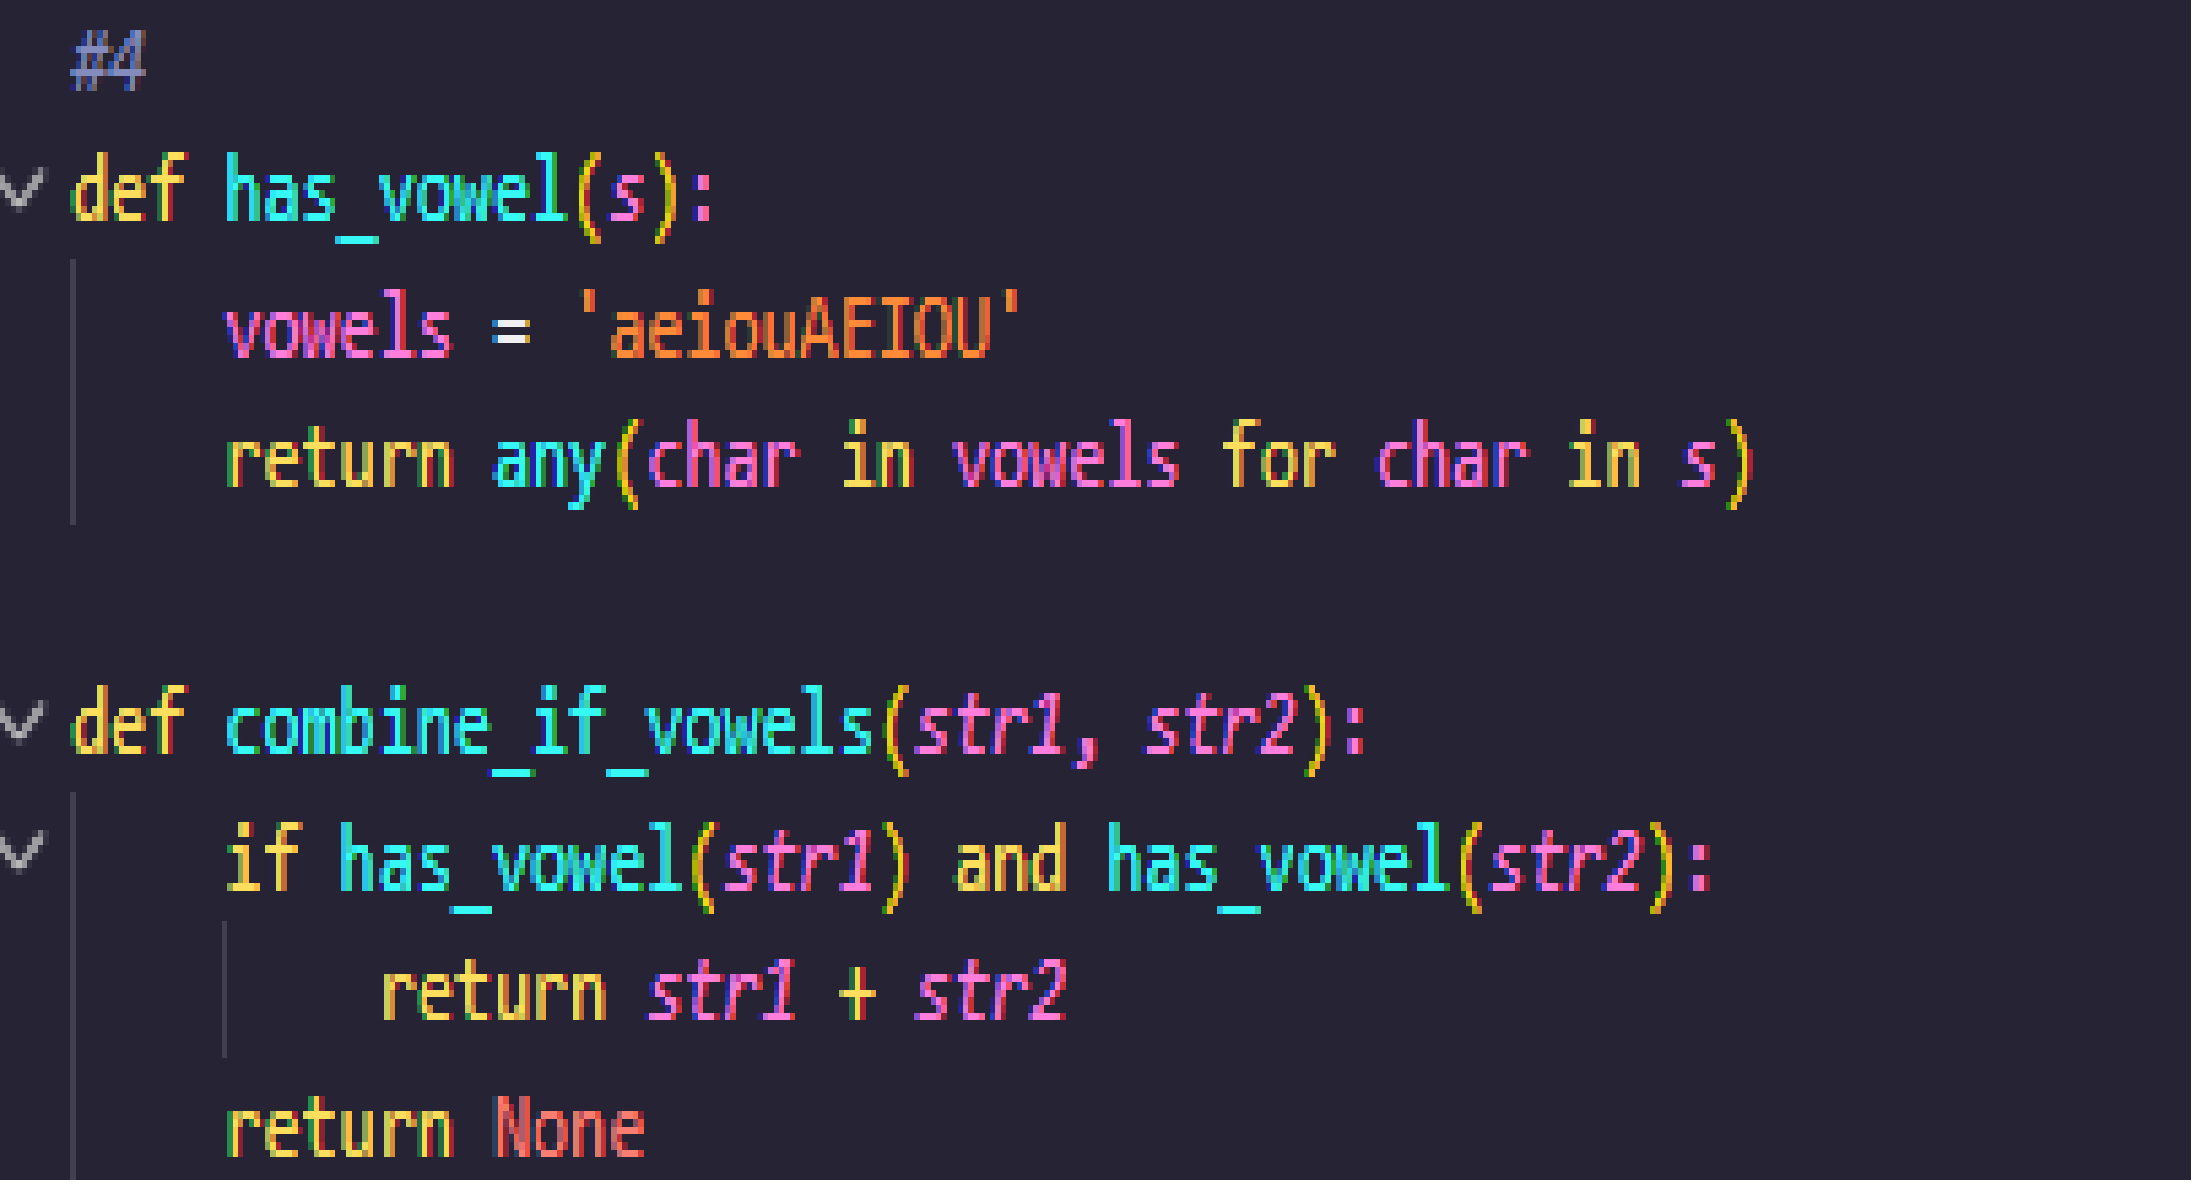 #4
def has_vowel(s):
vowels = 'aeiouAEIOU'
return any(char in vowels for char in s)
def combine_if_vowels(str1, str2):
if has_vowel(str1) and has_vowel(str2):
return str1 + str2
return None